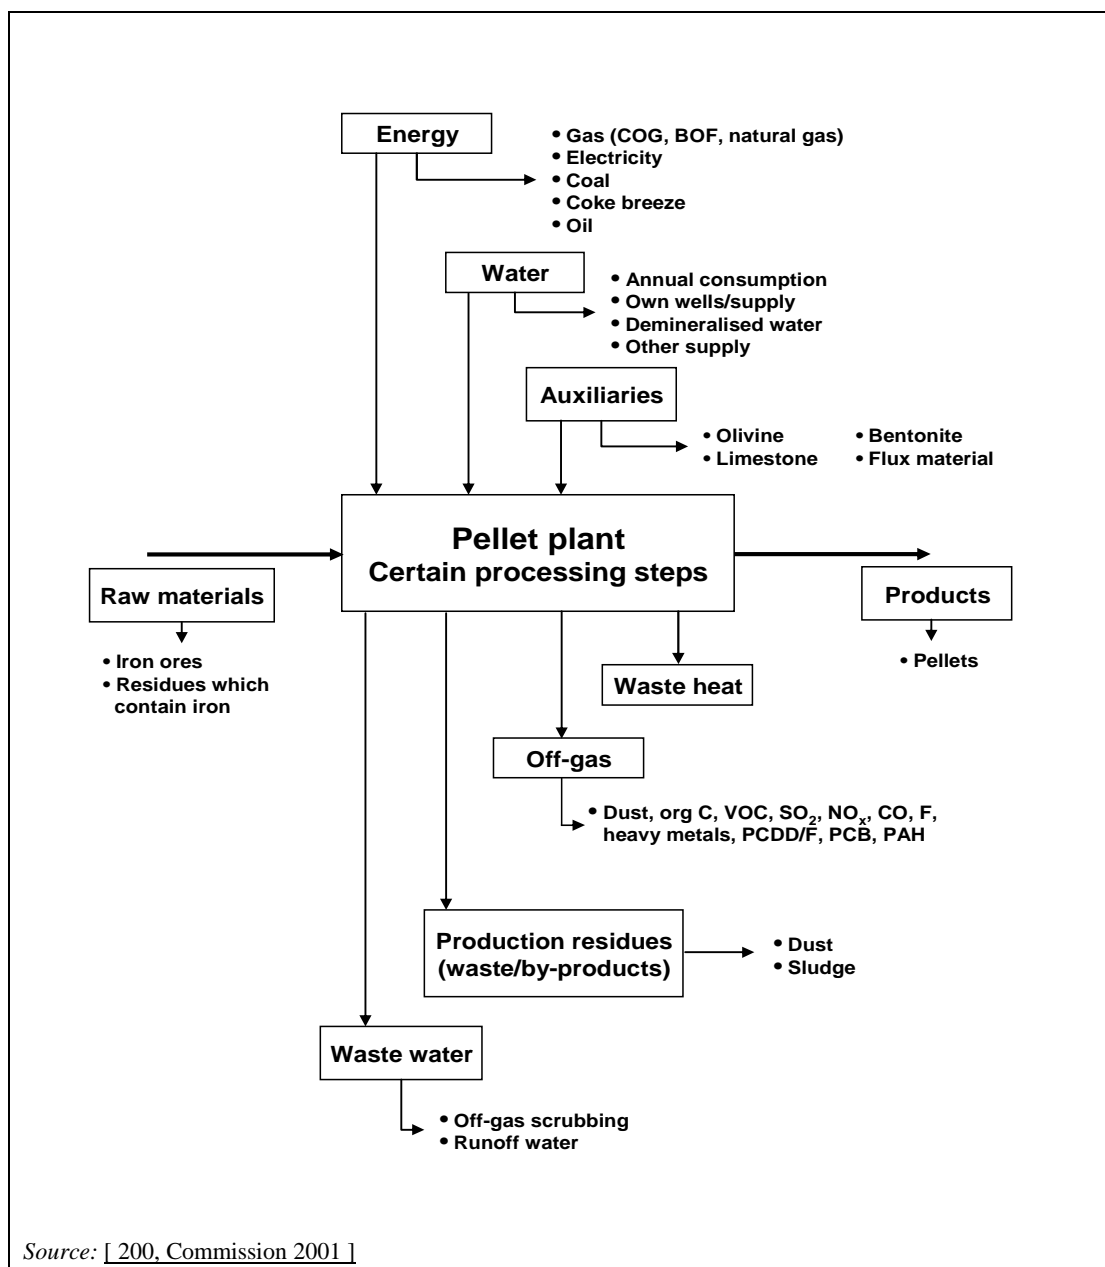 Energy
• Gas (COG, BOF, natural gas)
• Electricity
• Coal
• Coke breeze
• Oil
Water
• Annual consumption
• Own wells/supply
• Demineralised water
• Other supply
Auxiliaries
• Olivine • Bentonite
• Limestone • Flux material
Pellet plant
Certain processing steps
Raw materials
• Iron ores
• Residues which
contain iron
Products
• Pellets
Waste heat
Off-gas
• Dust, org C, VOC, SO₂, NOₓ, CO, F,
heavy metals, PCDD/F, PCB, PAH
Production residues
(waste/by-products)
• Dust
• Sludge
Waste water
• Off-gas scrubbing
• Runoff water
Source: [ 200, Commission 2001 ]